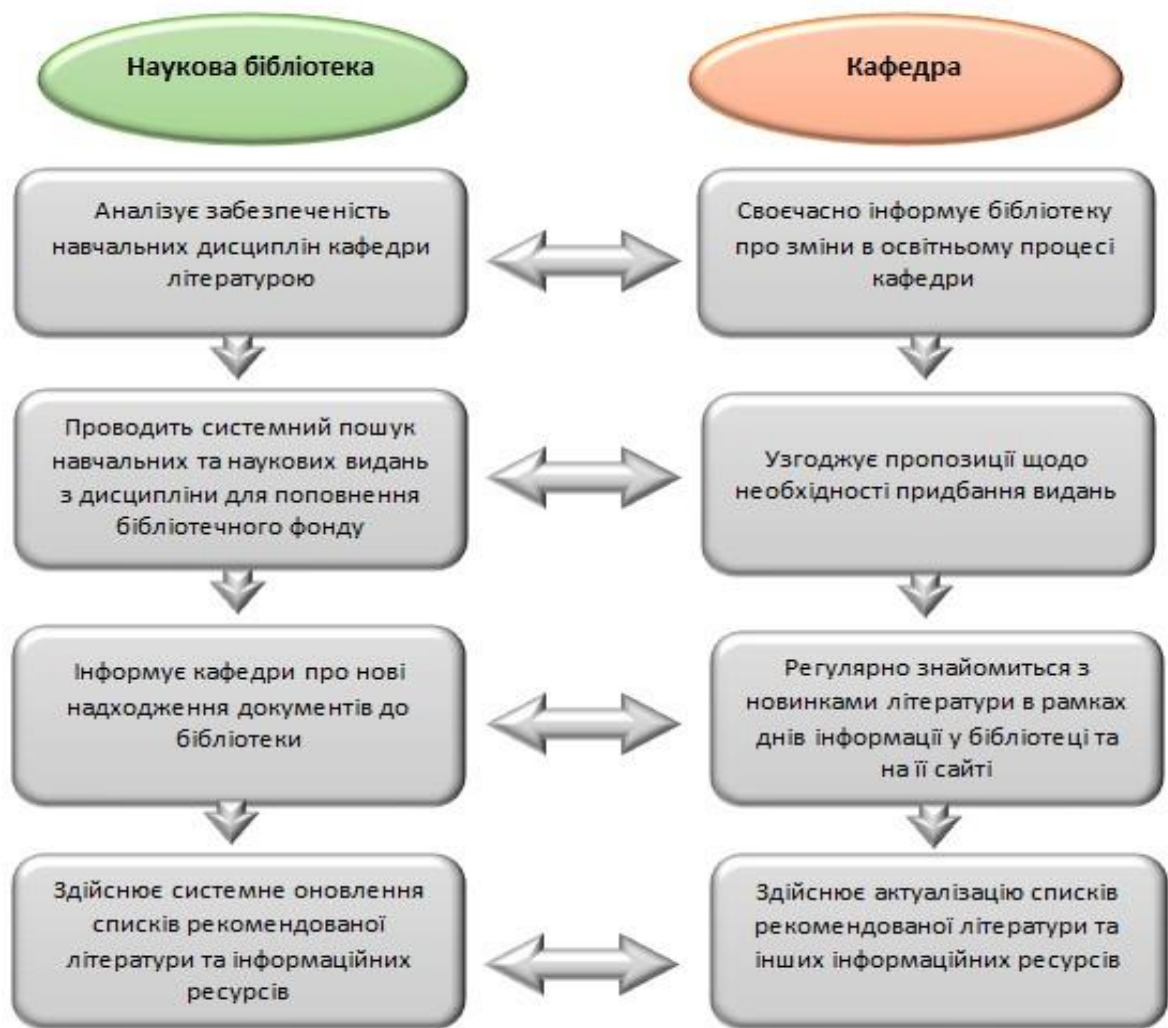 Наукова бібліотека
Кафедра
Аналізує забезпеченість
навчальних дисциплін кафедри
літературою
Своєчасно інформує бібліотеку
про зміни в освітньому процесі
кафедри
Проводить системний пошук
навчальних та наукових видань
з дисципліни для поповнення
бібліотечного фонду
Узгоджує пропозиції щодо
необхідності придбання видань
Інформує кафедри про нові
надходження документів до
бібліотеки
Регулярно знайомиться з
новинками літератури в рамках
днів інформації у бібліотеці та
на її сайті
Здійснює системне оновлення
списків рекомендованої
літератури та інформаційних
ресурсів
Здійснює актуалізацію списків
рекомендованої літератури та
інших інформаційних ресурсів